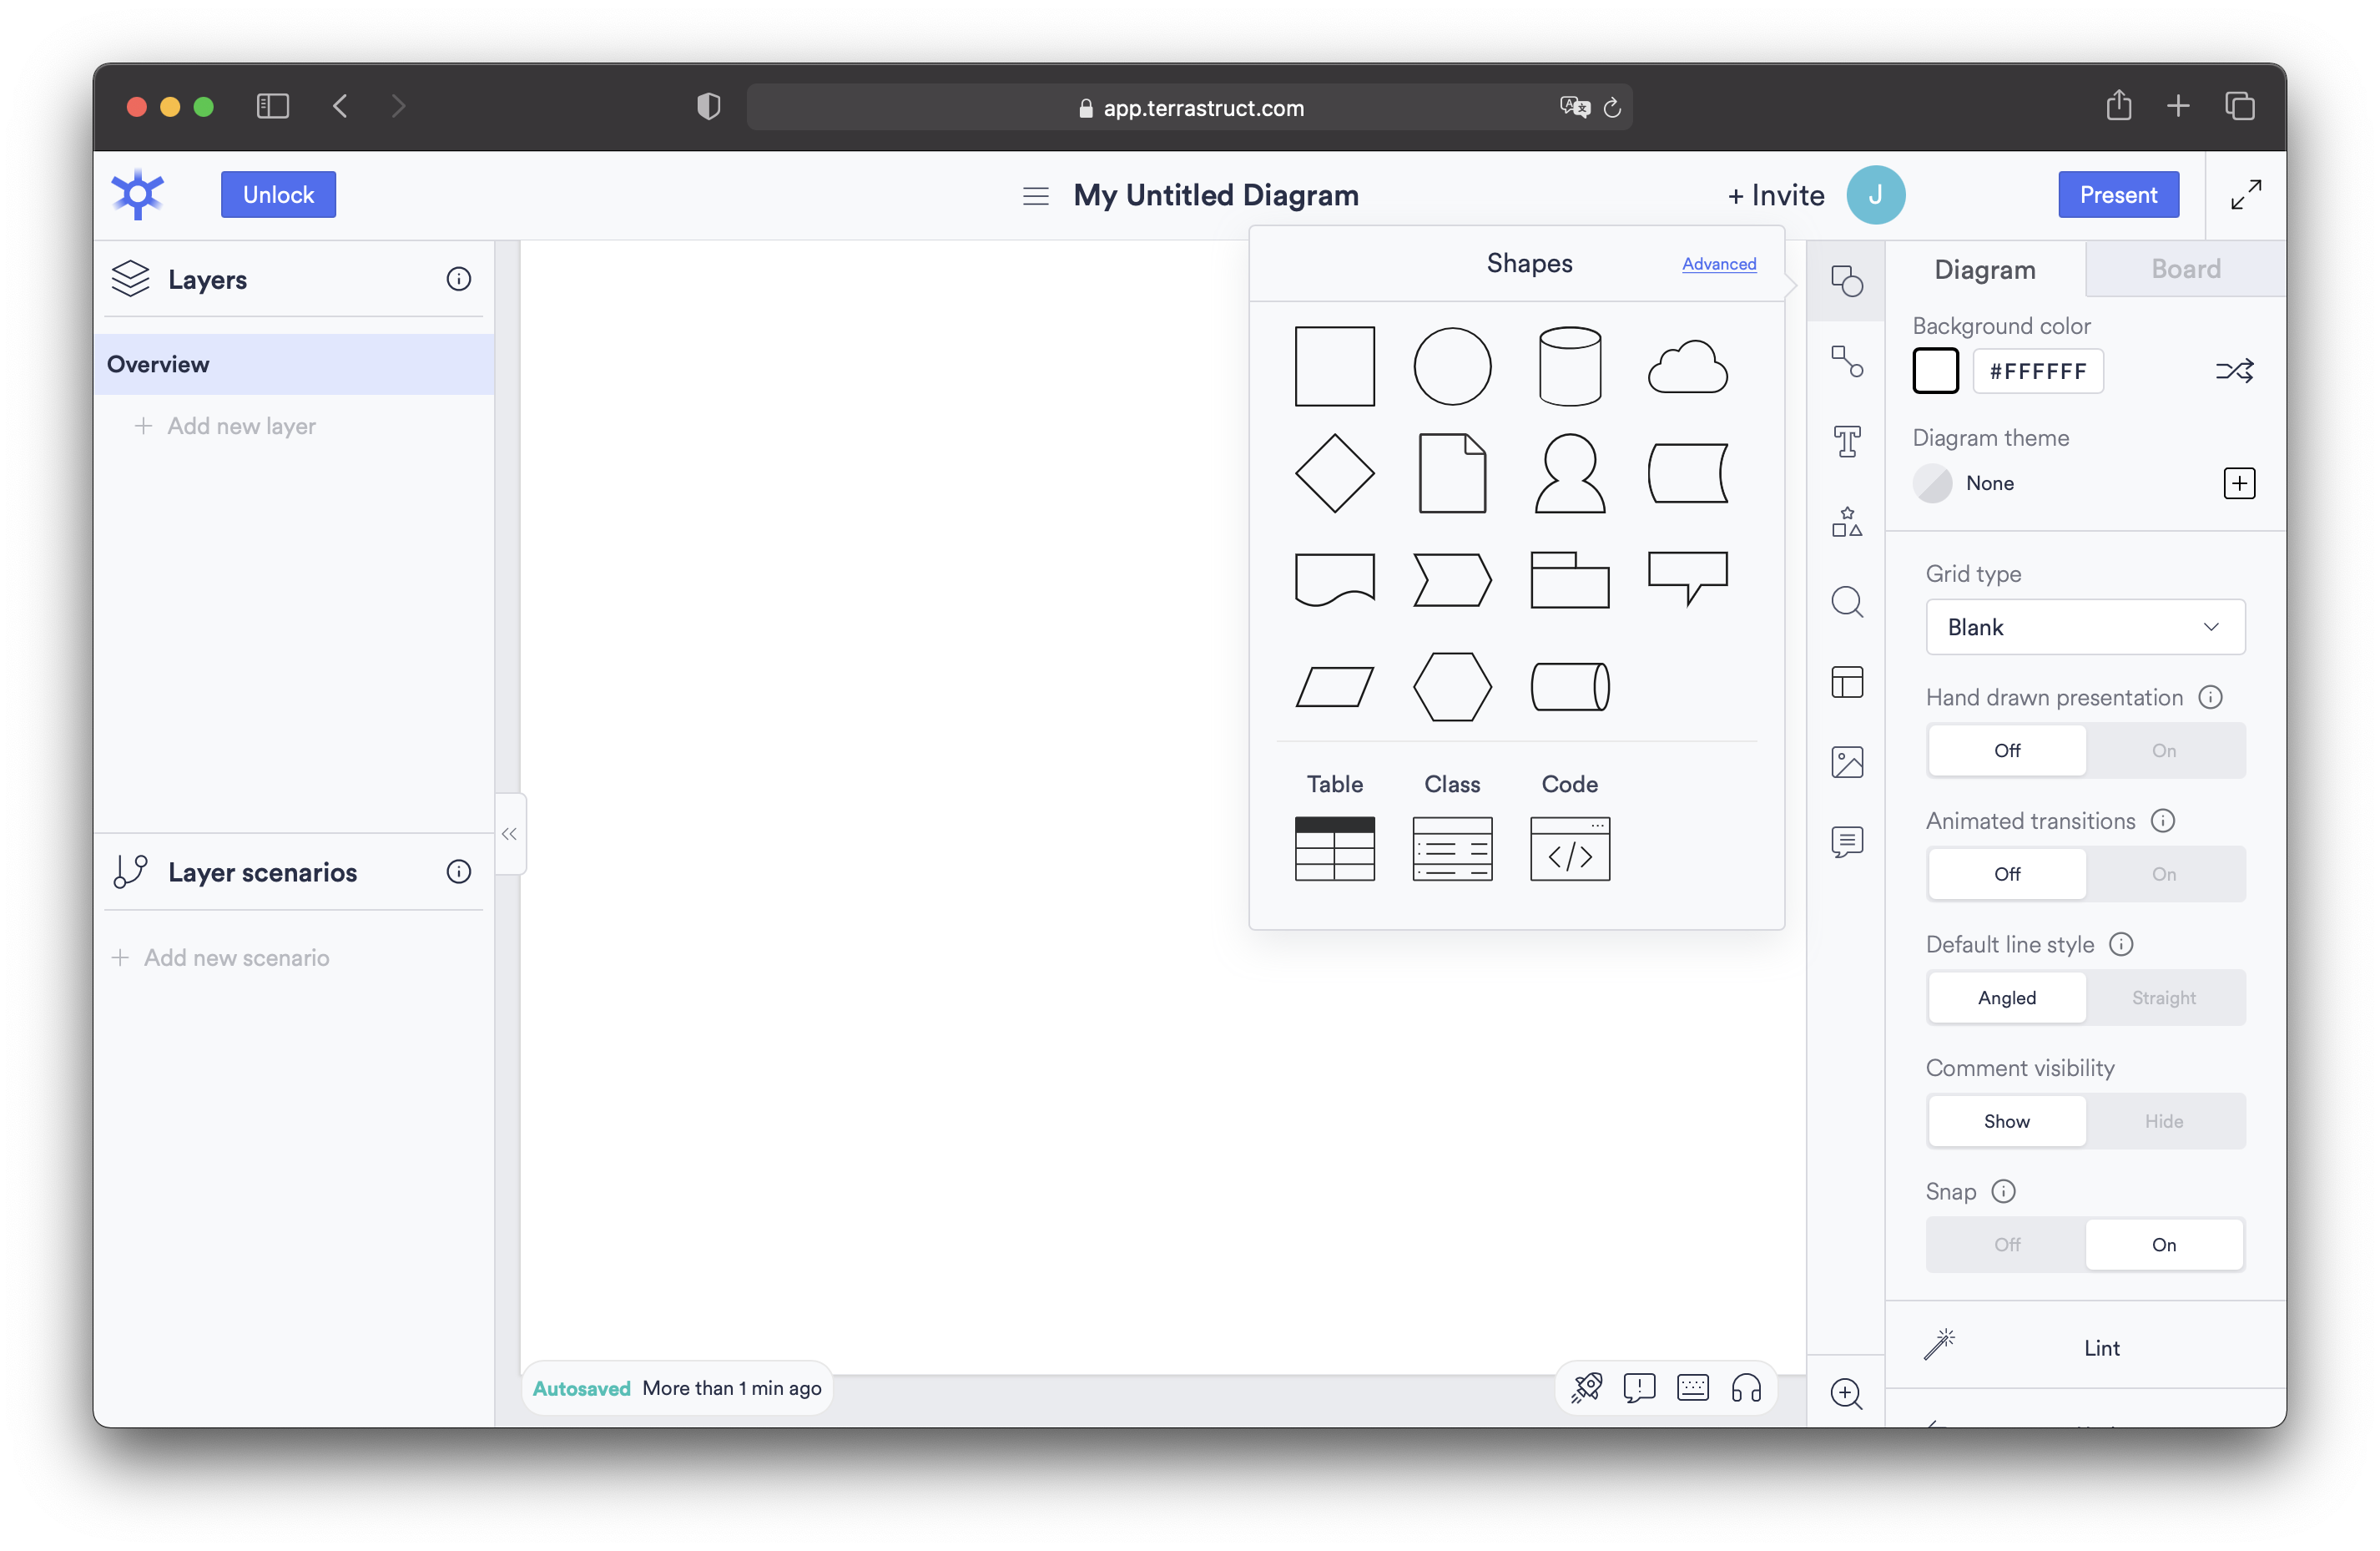 app.terrastruct.com
Unlock
My Untitled Diagram
+ Invite
J
Present
Layers
Overview
+ Add new layer
Layer scenarios
+ Add new scenario
Shapes
Advanced
Table
Class
Code
Diagram
Board
Background color
#FFFFFF
Diagram theme
None
Grid type
Blank
Hand drawn presentation
Off
On
Animated transitions
Off
On
Default line style
Angled
Straight
Comment visibility
Show
Hide
Snap
Off
On
Lint
Autosaved More than 1 min ago